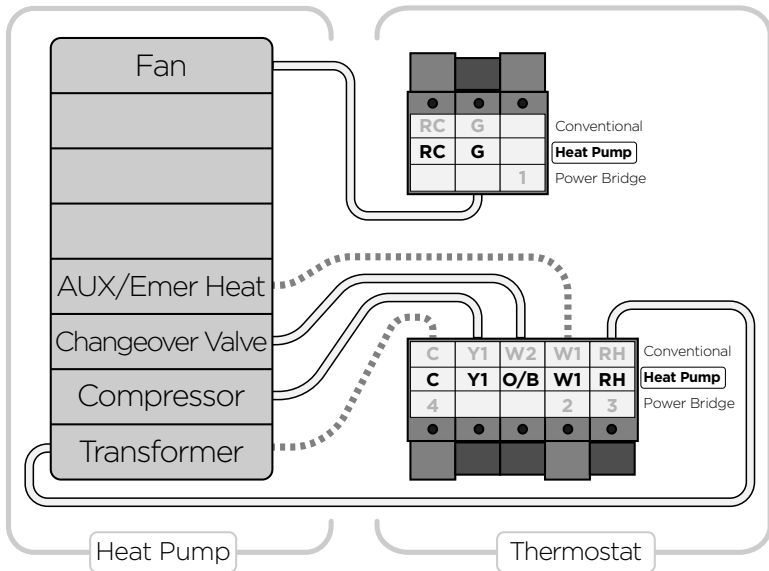 Fan
AUX/Emer Heat
Changeover Valve
Compressor
Transformer
RC G Conventional
RC G Heat Pump
1 Power Bridge
C Y1 W2 W1 RH Conventional
C Y1 O/B W1 RH Heat Pump
4 2 3 Power Bridge
Heat Pump
Thermostat